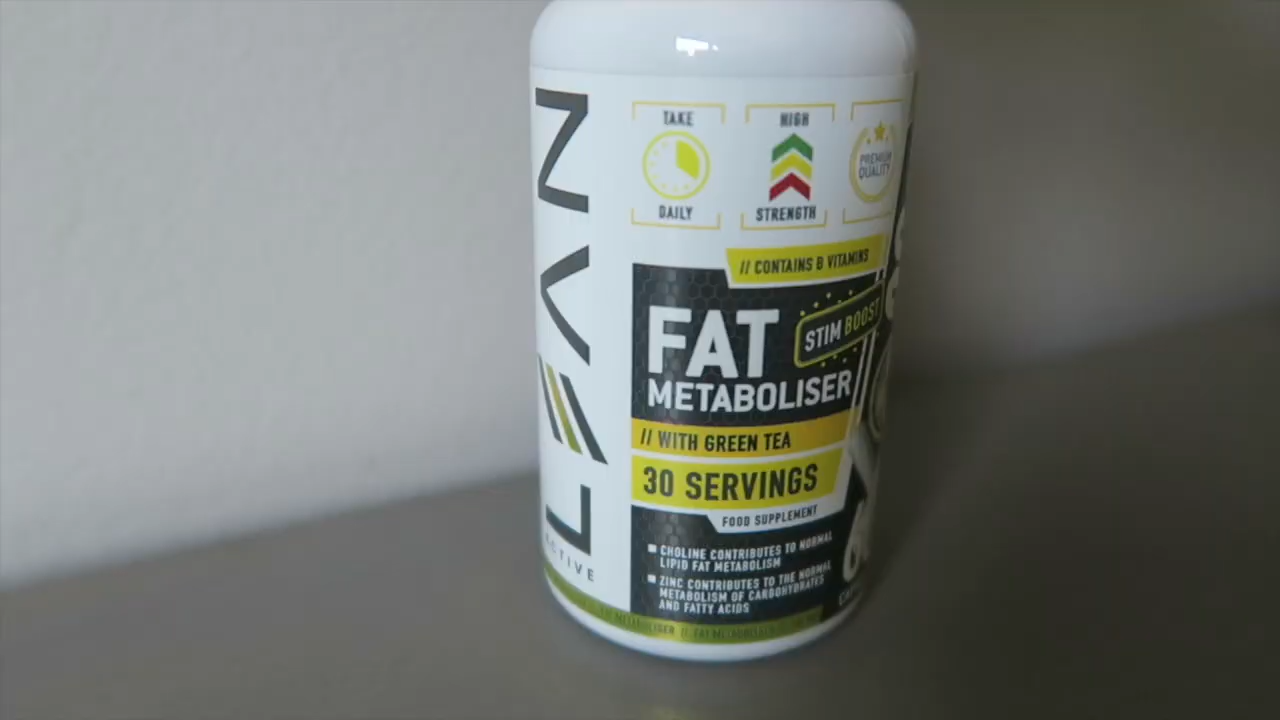 LEAN
ACTIVE
TAKE
DAILY
HIGH
STRENGTH
PREMIUM
QUALITY
// CONTAINS B VITAMINS
FAT
STIM BOOST
METABOLISER
// WITH GREEN TEA
30 SERVINGS
FOOD SUPPLEMENT
■ CHOLINE CONTRIBUTES TO NORMAL
LIPID FAT METABOLISM
■ ZINC CONTRIBUTES TO THE NORMAL
METABOLISM OF CARBOHYDRATES
AND FATTY ACIDS
METABOLISER // FAT METABOLISER